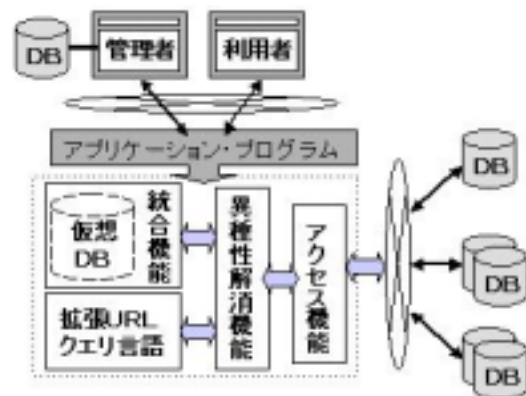 DB
管理者
利用者
アプリケーション・プログラム
仮想
DB
統合機能
異種性解消機能
アクセス機能
拡張URL
クエリ言語
DB
DB
DB